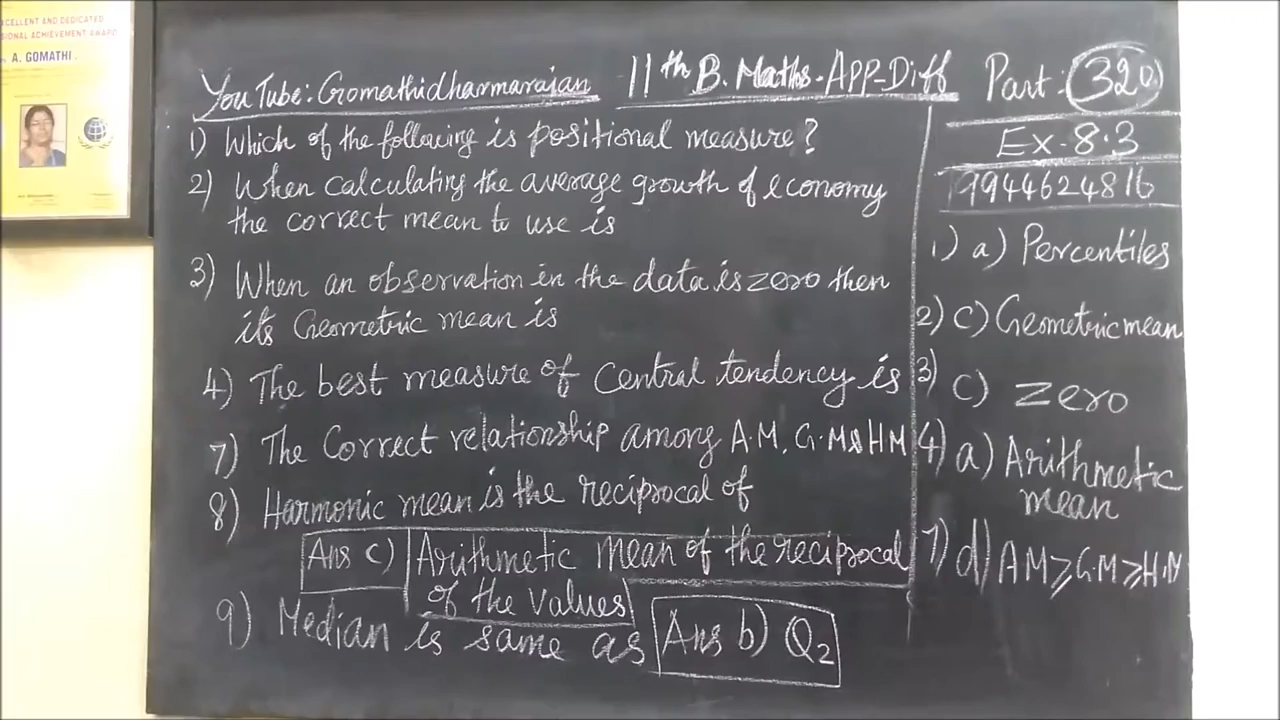 EXCELLENT AND DEDICATED
SIONAL ACHIEVEMENT AWARD
A. GOMATHI.
YouTube: Gomathidharmarajan 11th B. Maths-APP-Diff Part: 320
1) Which of the following is positional measure?
2) When calculating the average growth of economy
the correct mean to use is
3) When an observation in the data is zero then
its Geometric mean is
4) The best measure of Central tendency is
7) The Correct relationship among A.M, G.M & HM
8) Harmonic mean is the reciprocal of
Ans c) Arithmetic mean of the reciprocal
of the values
9) Median is same as Ans b) Q2
Ex-8.3
9944624816
1) a) Percentiles
2) c) Geometric mean
3) c) zero
4) a) Arithmetic
mean
7) d) AM≥G.M≥H.M